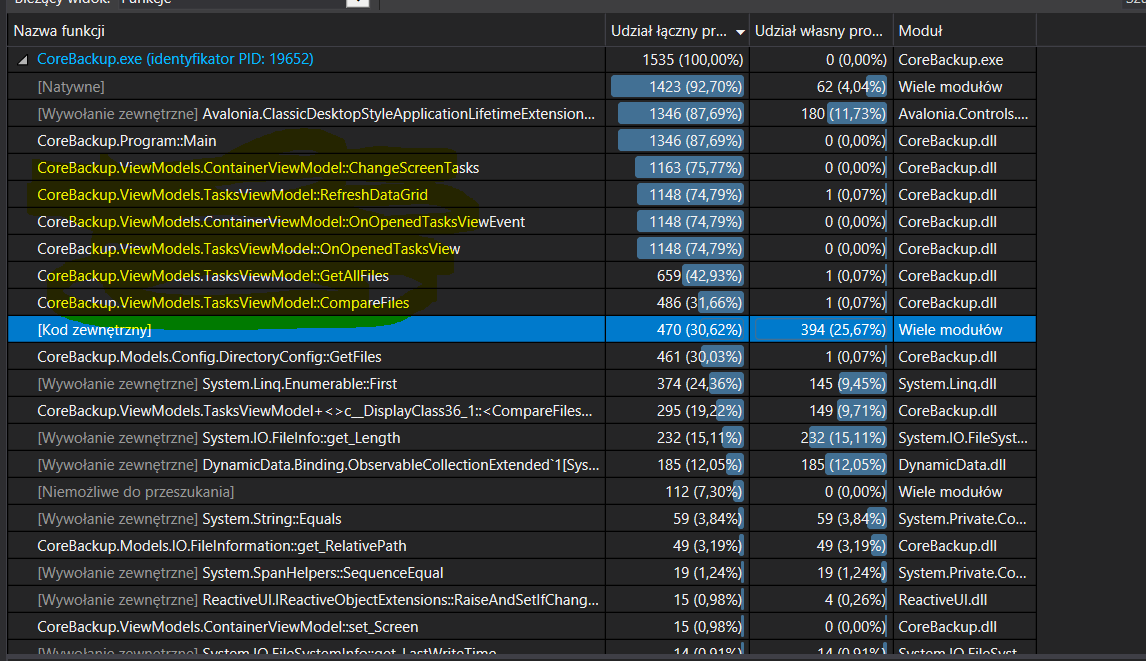 Bieżący widok: Funkcje
Nazwa funkcji Udział łączny pr... Udział własny pro... Moduł
CoreBackup.exe (identyfikator PID: 19652) 1535 (100,00%) 0 (0,00%) CoreBackup.exe
[Natywne] 1423 (92,70%) 62 (4,04%) Wiele modułów
[Wywołanie zewnętrzne] Avalonia.ClassicDesktopStyleApplicationLifetimeExtension... 1346 (87,69%) 180 (11,73%) Avalonia.Controls....
CoreBackup.Program::Main 1346 (87,69%) 0 (0,00%) CoreBackup.dll
CoreBackup.ViewModels.ContainerViewModel::ChangeScreenTasks 1163 (75,77%) 0 (0,00%) CoreBackup.dll
CoreBackup.ViewModels.TasksViewModel::RefreshDataGrid 1148 (74,79%) 1 (0,07%) CoreBackup.dll
CoreBackup.ViewModels.ContainerViewModel::OnOpenedTasksViewEvent 1148 (74,79%) 0 (0,00%) CoreBackup.dll
CoreBackup.ViewModels.TasksViewModel::OnOpenedTasksView 1148 (74,79%) 0 (0,00%) CoreBackup.dll
CoreBackup.ViewModels.TasksViewModel::GetAllFiles 659 (42,93%) 1 (0,07%) CoreBackup.dll
CoreBackup.ViewModels.TasksViewModel::CompareFiles 486 (31,66%) 1 (0,07%) CoreBackup.dll
[Kod zewnętrzny] 470 (30,62%) 394 (25,67%) Wiele modułów
CoreBackup.Models.Config.DirectoryConfig::GetFiles 461 (30,03%) 1 (0,07%) CoreBackup.dll
[Wywołanie zewnętrzne] System.Linq.Enumerable::First 374 (24,36%) 145 (9,45%) System.Linq.dll
CoreBackup.ViewModels.TasksViewModel+<>c__DisplayClass36_1::<CompareFiles... 295 (19,22%) 149 (9,71%) CoreBackup.dll
[Wywołanie zewnętrzne] System.IO.FileInfo::get_Length 232 (15,11%) 232 (15,11%) System.IO.FileSyst...
[Wywołanie zewnętrzne] DynamicData.Binding.ObservableCollectionExtended`1[Sys... 185 (12,05%) 185 (12,05%) DynamicData.dll
[Niemożliwe do przeszukania] 112 (7,30%) 0 (0,00%) Wiele modułów
[Wywołanie zewnętrzne] System.String::Equals 59 (3,84%) 59 (3,84%) System.Private.Co...
CoreBackup.Models.IO.FileInformation::get_RelativePath 49 (3,19%) 49 (3,19%) CoreBackup.dll
[Wywołanie zewnętrzne] System.SpanHelpers::SequenceEqual 19 (1,24%) 19 (1,24%) System.Private.Co...
[Wywołanie zewnętrzne] ReactiveUI.IReactiveObjectExtensions::RaiseAndSetIfChang... 15 (0,98%) 4 (0,26%) ReactiveUI.dll
CoreBackup.ViewModels.ContainerViewModel::set_Screen 15 (0,98%) 0 (0,00%) CoreBackup.dll
[Wywołanie zewnętrzne] System.IO.FileSystemInfo::get_LastWriteTime 14 (0,91%) 14 (0,91%) System.IO.FileSyst...